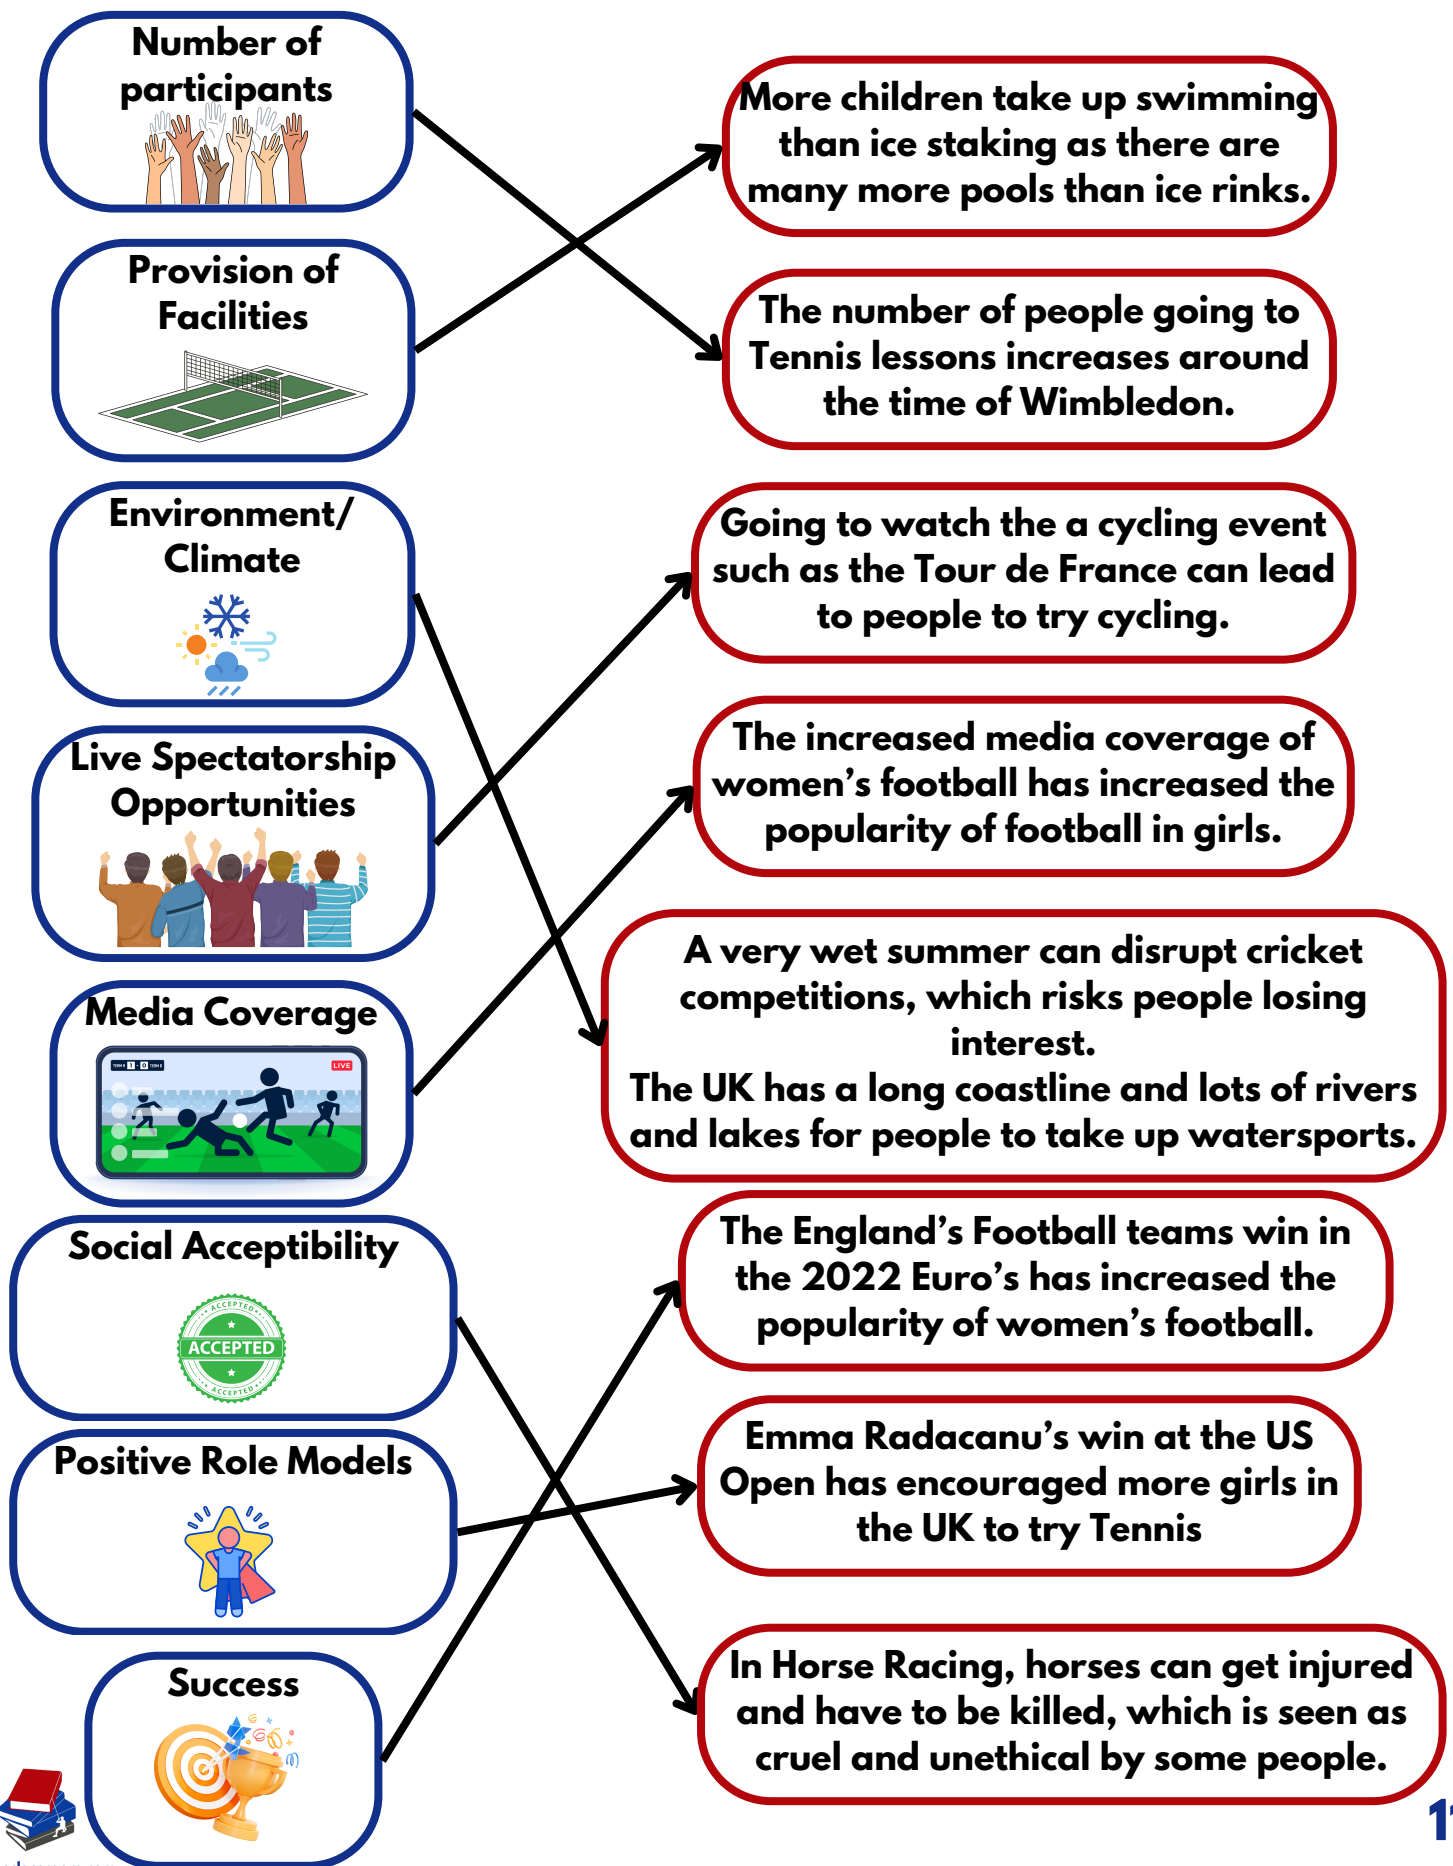 Number of
participants
More children take up swimming
than ice staking as there are
many more pools than ice rinks.
Provision of
Facilities
The number of people going to
Tennis lessons increases around
the time of Wimbledon.
Environment/
Climate
Going to watch the a cycling event
such as the Tour de France can lead
to people to try cycling.
Live Spectatorship
Opportunities
The increased media coverage of
women's football has increased the
popularity of football in girls.
Media Coverage
1 - 0
LIVE
A very wet summer can disrupt cricket
competitions, which risks people losing
interest.
The UK has a long coastline and lots of rivers
and lakes for people to take up watersports.
Social Acceptibility
ACCEPTED
ACCEPTED
ACCEPTED
The England's Football teams win in
the 2022 Euro's has increased the
popularity of women's football.
Positive Role Models
Emma Radacanu's win at the US
Open has encouraged more girls in
the UK to try Tennis
Success
In Horse Racing, horses can get injured
and have to be killed, which is seen as
cruel and unethical by some people.